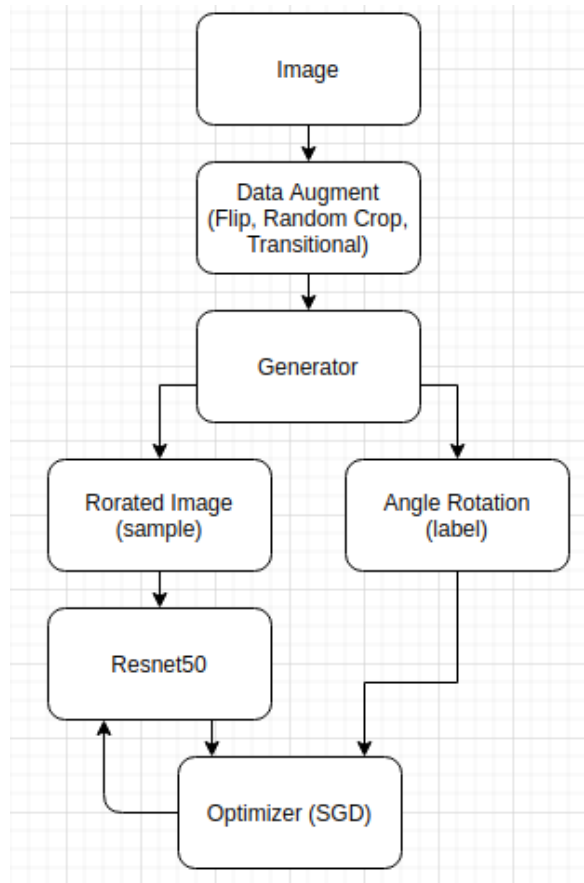 Image
Data Augment
(Flip, Random Crop,
Transitional)
Generator
Rorated Image
(sample)
Angle Rotation
(label)
Resnet50
Optimizer (SGD)